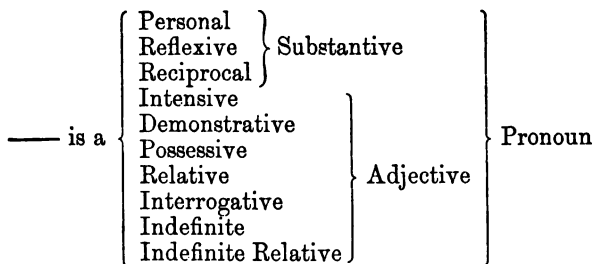 Personal
Reflexive } Substantive
Reciprocal
Intensive
Demonstrative
—— is a Possessive } Pronoun
Relative } Adjective
Interrogative
Indefinite
Indefinite Relative